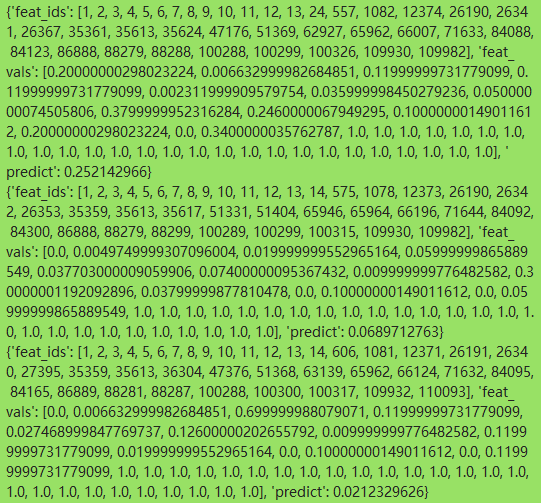 {'feat_ids': [1, 2, 3, 4, 5, 6, 7, 8, 9, 10, 11, 12, 13, 24, 557, 1082, 12374, 26190, 2634
1, 26367, 35361, 35613, 35624, 47176, 51369, 62927, 65962, 66007, 71633, 84088,
84123, 86888, 88279, 88288, 100288, 100299, 100326, 109930, 109982], 'feat_
vals': [0.20000000298023224, 0.006632999982684851, 0.11999999731779099, 0.
11999999731779099, 0.002311999909579754, 0.035999998450279236, 0.0500000
00074505806, 0.3799999952316284, 0.2460000067949295, 0.1000000014901161
2, 0.20000000298023224, 0.0, 0.3400000035762787, 1.0, 1.0, 1.0, 1.0, 1.0, 1.0, 1.0,
1.0, 1.0, 1.0, 1.0, 1.0, 1.0, 1.0, 1.0, 1.0, 1.0, 1.0, 1.0, 1.0, 1.0, 1.0, 1.0, 1.0, 1.0, 1.0], '
predict': 0.252142966}
{'feat_ids': [1, 2, 3, 4, 5, 6, 7, 8, 9, 10, 11, 12, 13, 14, 575, 1078, 12373, 26190, 2634
2, 26353, 35359, 35613, 35617, 51331, 51404, 65946, 65964, 66196, 71644, 84092,
84300, 86888, 88279, 88299, 100289, 100299, 100315, 109930, 109982], 'feat_
vals': [0.0, 0.0049749999307096004, 0.019999999552965164, 0.05999999865889
549, 0.037703000009059906, 0.07400000095367432, 0.009999999776482582, 0.3
0000001192092896, 0.03799999877810478, 0.0, 0.10000000149011612, 0.0, 0.05
999999865889549, 1.0, 1.0, 1.0, 1.0, 1.0, 1.0, 1.0, 1.0, 1.0, 1.0, 1.0, 1.0, 1.0, 1.0, 1.
0, 1.0, 1.0, 1.0, 1.0, 1.0, 1.0, 1.0, 1.0, 1.0, 1.0, 1.0], 'predict': 0.0689712763}
{'feat_ids': [1, 2, 3, 4, 5, 6, 7, 8, 9, 10, 11, 12, 13, 14, 606, 1081, 12371, 26191, 2634
0, 27395, 35359, 35613, 36304, 47376, 51368, 63139, 65962, 66124, 71632, 84095,
84165, 86889, 88281, 88287, 100288, 100300, 100317, 109932, 110093], 'feat_
vals': [0.0, 0.006632999982684851, 0.699999988079071, 0.11999999731779099,
0.027468999847769737, 0.12600000202655792, 0.009999999776482582, 0.1199
9999731779099, 0.019999999552965164, 0.0, 0.10000000149011612, 0.0, 0.1199
9999731779099, 1.0, 1.0, 1.0, 1.0, 1.0, 1.0, 1.0, 1.0, 1.0, 1.0, 1.0, 1.0, 1.0, 1.0, 1.0,
1.0, 1.0, 1.0, 1.0, 1.0, 1.0, 1.0, 1.0, 1.0, 1.0, 1.0], 'predict': 0.0212329626}